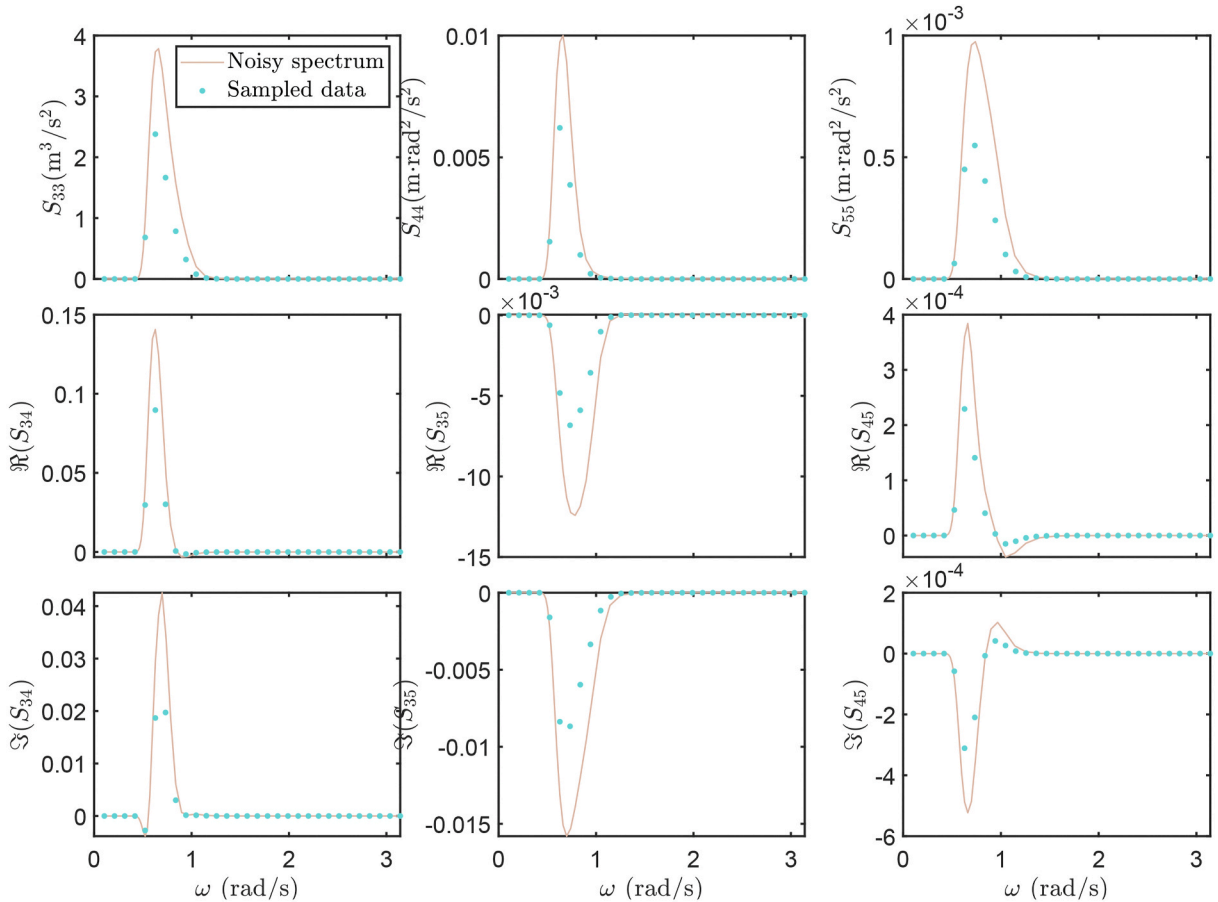 Noisy spectrum
Sampled data
S₃₃(m³/s²)
4
3
2
1
0
S₄₄(m·rad²/s²)
0.01
0.005
0
×10⁻³
S₅₅(m·rad²/s²)
1
0.5
0
ℜ(S₃₄)
0.15
0.1
0.05
0
×10⁻³
ℜ(S₃₅)
0
-5
-10
-15
×10⁻⁴
ℜ(S₄₅)
4
2
0
ℑ(S₃₄)
0.04
0.03
0.02
0.01
0
0 1 2 3
ω (rad/s)
ℑ(S₃₅)
0
-0.005
-0.01
-0.015
0 1 2 3
ω (rad/s)
×10⁻⁴
ℑ(S₄₅)
2
0
-2
-4
-6
0 1 2 3
ω (rad/s)